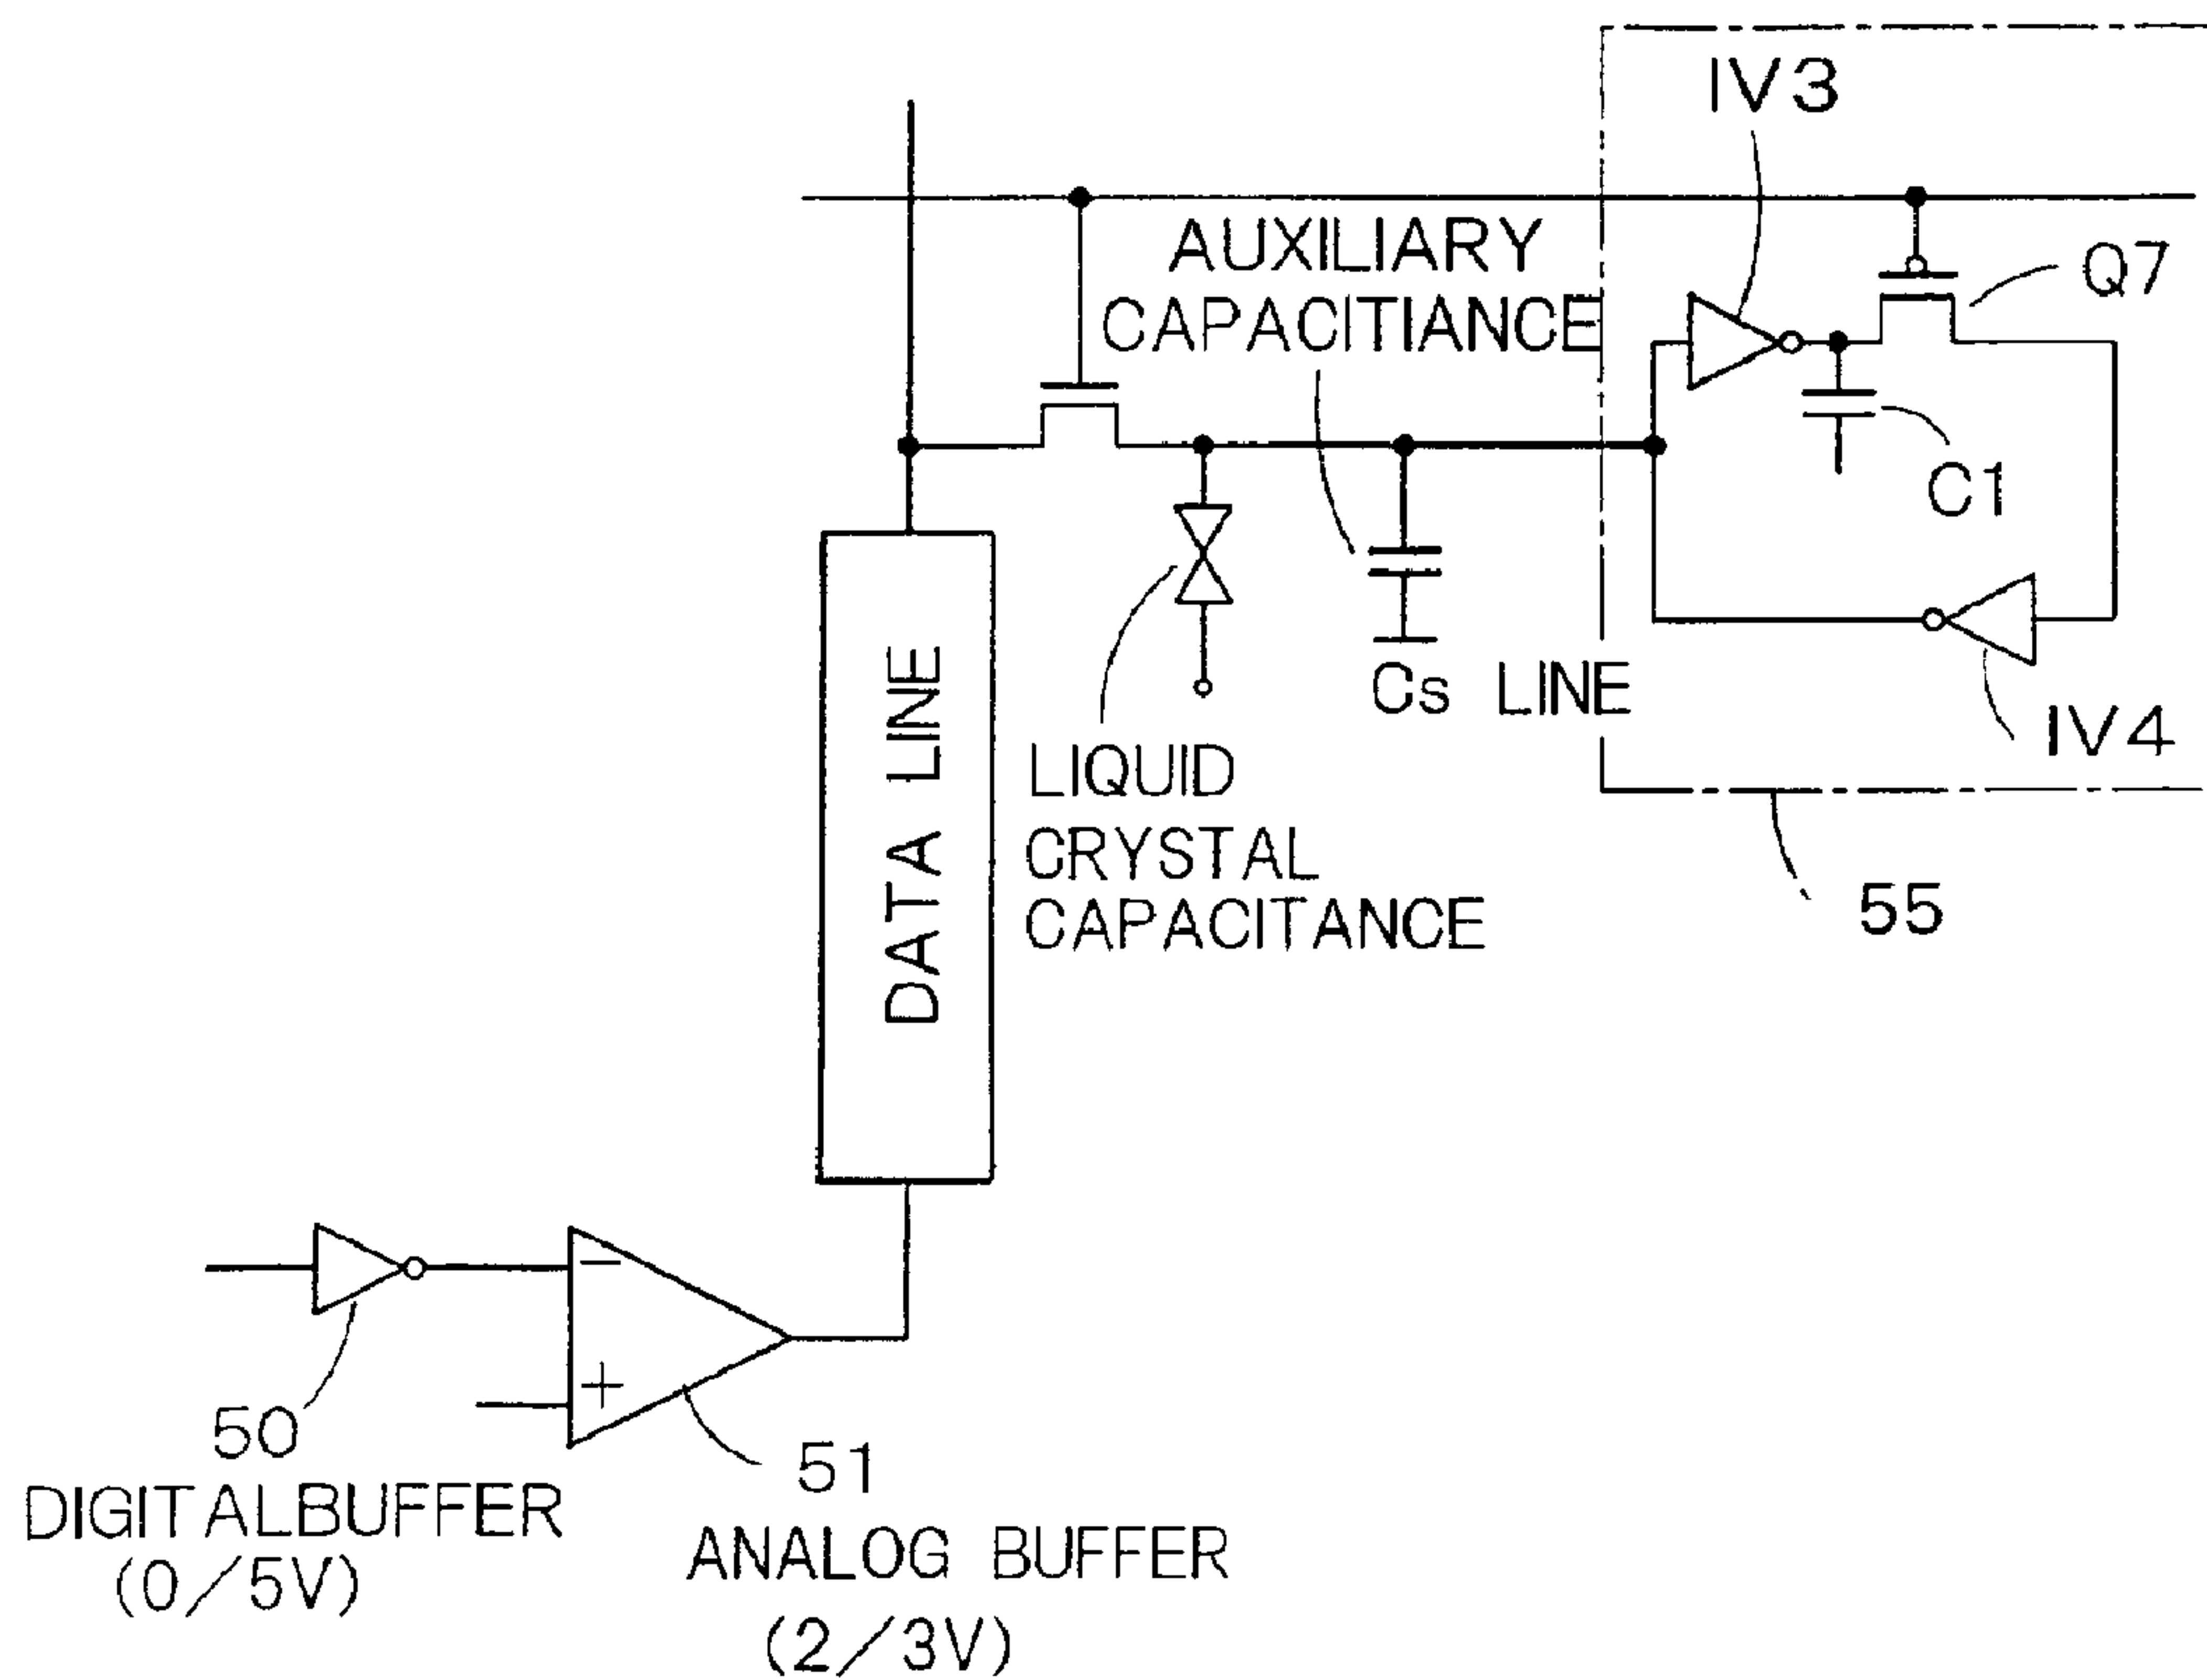 IV3
AUXILIARY
CAPACITIANCE
Q7
C1
Cs LINE
IV4
LIQUID
CRYSTAL
CAPACITANCE
55
DATA LINE
−
+
50
DIGITALBUFFER
(0/5V)
51
ANALOG BUFFER
(2/3V)